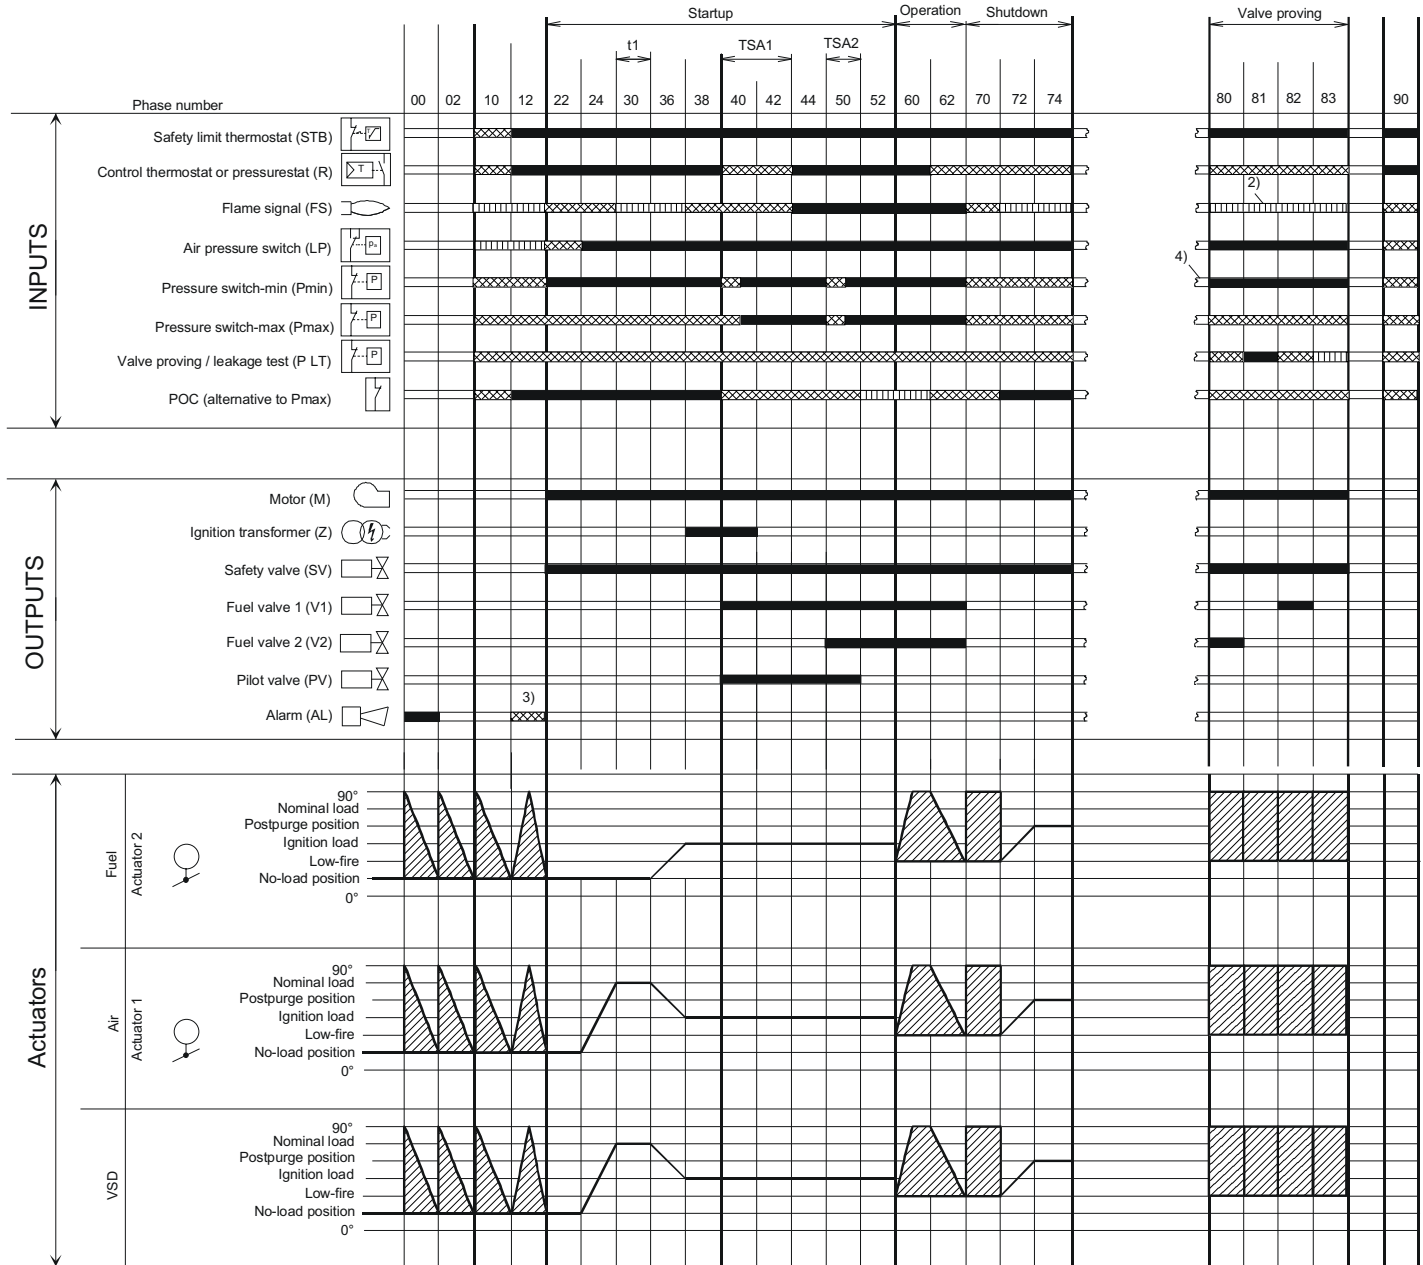 Startup Operation Shutdown Valve proving
t1 TSA1 TSA2
Phase number 00 02 10 12 22 24 30 36 38 40 42 44 50 52 60 62 70 72 74 80 81 82 83 90
INPUTS
Safety limit thermostat (STB)
Control thermostat or pressurestat (R) T
2)
Flame signal (FS)
Air pressure switch (LP) Pa
4)
Pressure switch-min (Pmin) P
Pressure switch-max (Pmax) P
Valve proving / leakage test (P LT) P
POC (alternative to Pmax)
OUTPUTS
Motor (M)
Ignition transformer (Z)
Safety valve (SV)
Fuel valve 1 (V1)
Fuel valve 2 (V2)
Pilot valve (PV)
3)
Alarm (AL)
Actuators
Fuel
Actuator 2
90°
Nominal load
Postpurge position
Ignition load
Low-fire
No-load position
0°
Air
Actuator 1
90°
Nominal load
Postpurge position
Ignition load
Low-fire
No-load position
0°
VSD
90°
Nominal load
Postpurge position
Ignition load
Low-fire
No-load position
0°